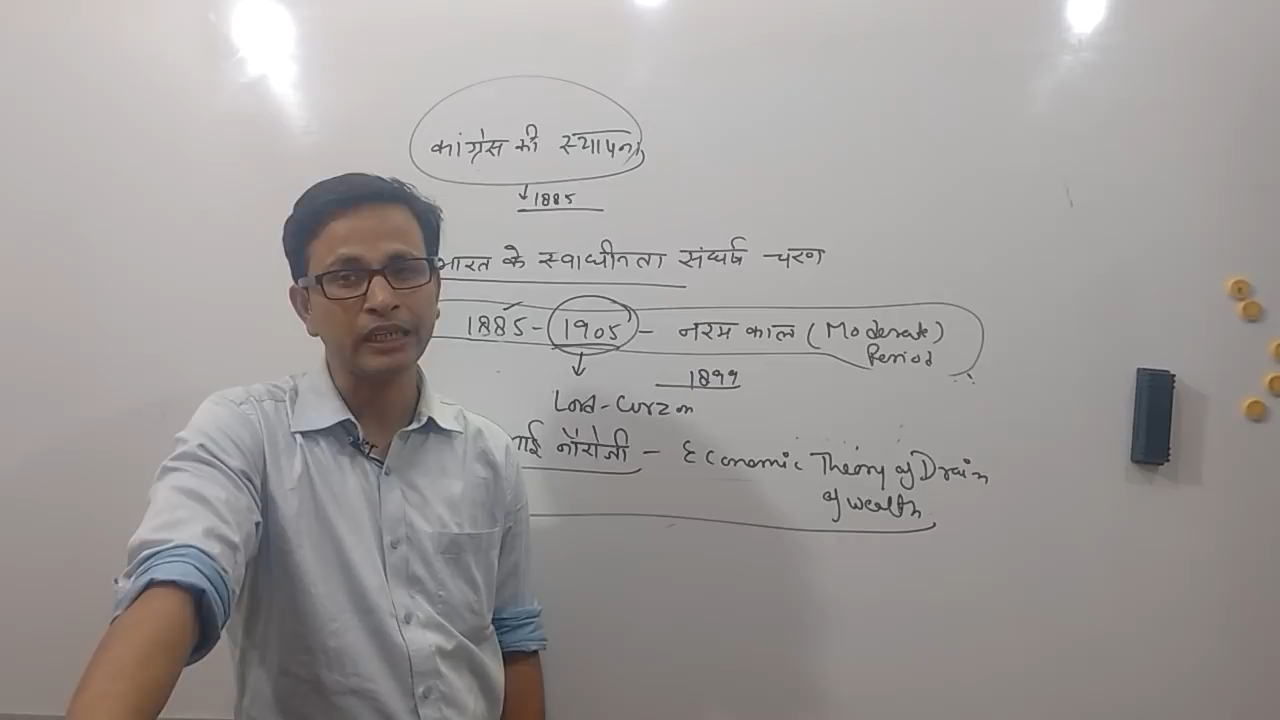 कांग्रेस की स्थापना
1885
भारत के स्वाधीनता संघर्ष चरण
1885 - 1905 - नरम काल (Moderate)
Period
1899
Lord - Curzon
भाई नौरोजी - Economic Theory of Drain
of wealth